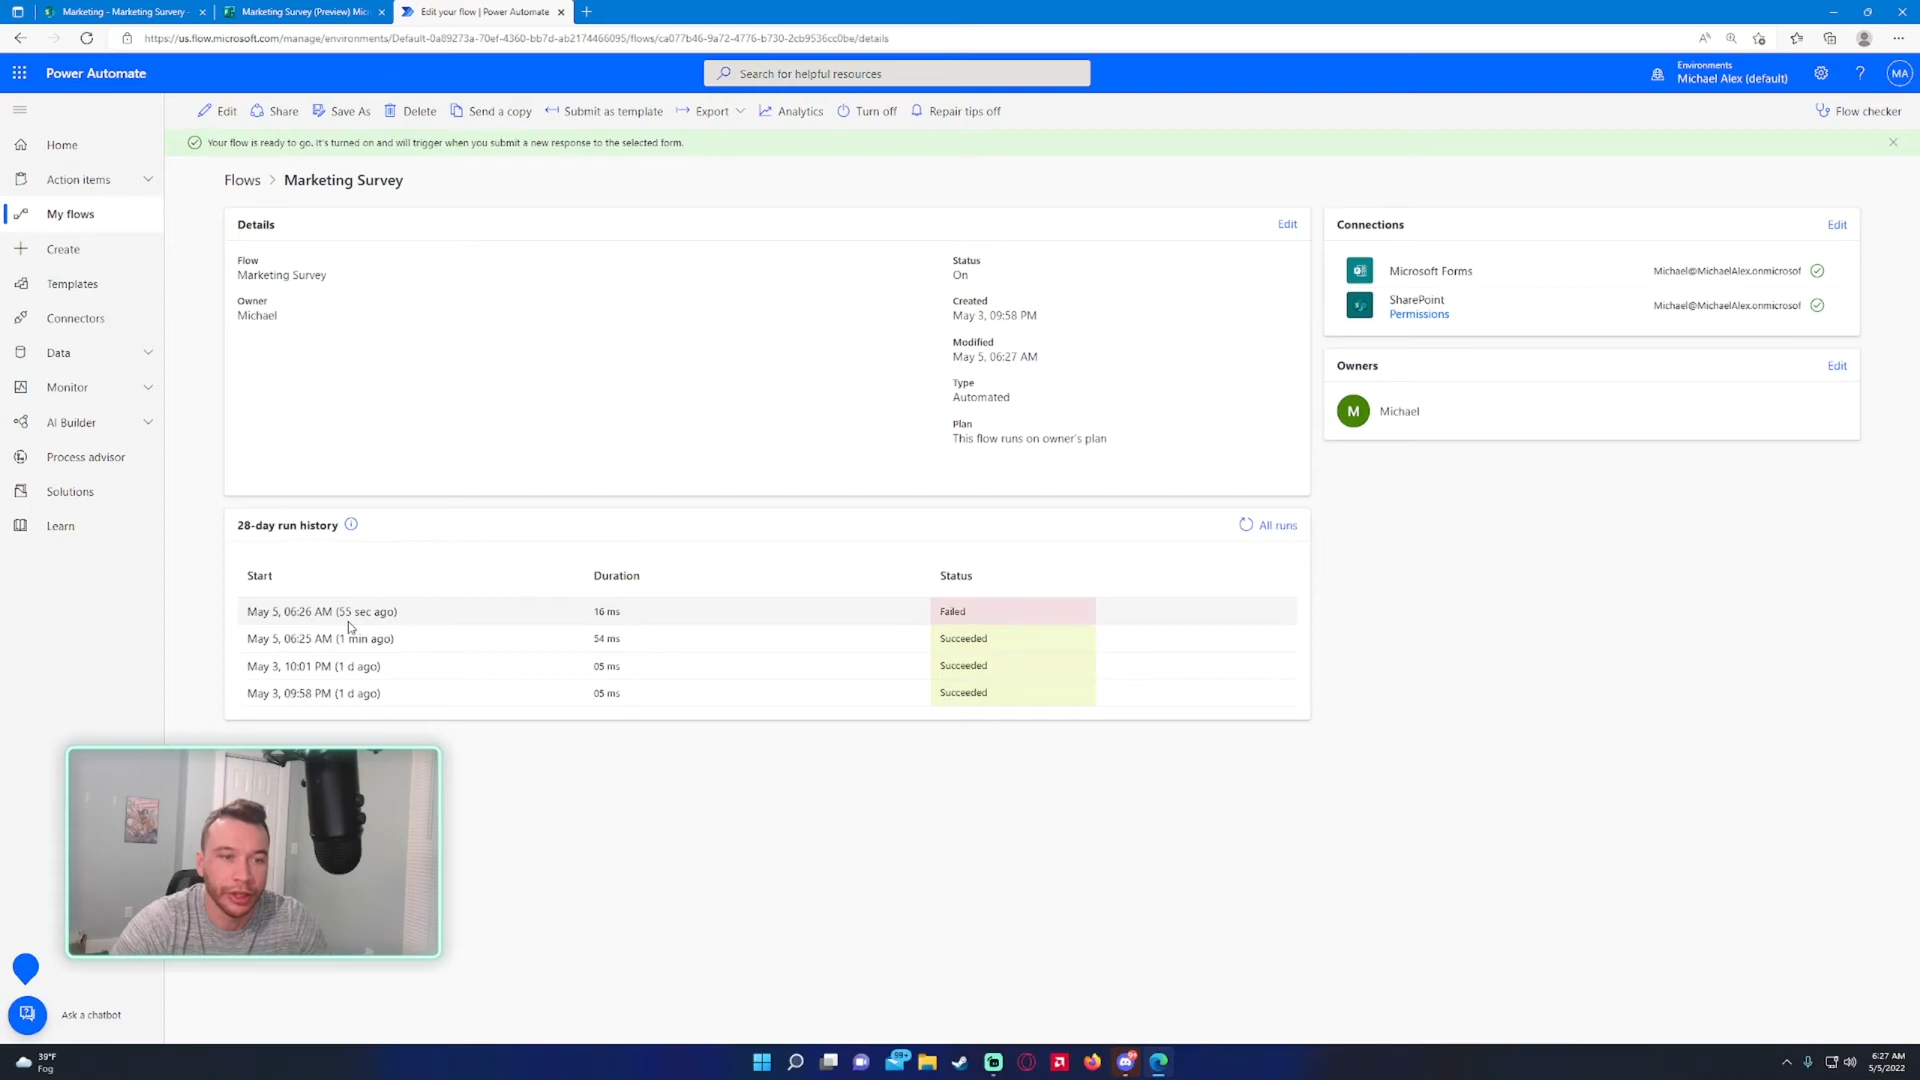 Marketing - Marketing Survery -
Marketing Survey (Preview) Mic
Edit your flow | Power Automate
https://us.flow.microsoft.com/manage/environments/Default-0a89273a-70ef-4360-bb7d-ab2174466095/flows/ca077b46-9a72-4776-b730-2cb9536cc0be/details
Power Automate
Search for helpful resources
Environments
Michael Alex (default)
MA
Edit Share Save As Delete Send a copy Submit as template Export Analytics Turn off Repair tips off Flow checker
Your flow is ready to go. It's turned on and will trigger when you submit a new response to the selected form.
Home
Action items
My flows
Create
Templates
Connectors
Data
Monitor
AI Builder
Process advisor
Solutions
Learn
Flows > Marketing Survey
Details Edit
Flow
Marketing Survey
Owner
Michael
Status
On
Created
May 3, 09:58 PM
Modified
May 5, 06:27 AM
Type
Automated
Plan
This flow runs on owner's plan
Connections Edit
Microsoft Forms Michael@MichaelAlex.onmicrosof
SharePoint Michael@MichaelAlex.onmicrosof
Permissions
Owners Edit
M Michael
28-day run history All runs
Start Duration Status
May 5, 06:26 AM (55 sec ago) 16 ms Failed
May 5, 06:25 AM (1 min ago) 54 ms Succeeded
May 3, 10:01 PM (1 d ago) 05 ms Succeeded
May 3, 09:58 PM (1 d ago) 05 ms Succeeded
Ask a chatbot
39°F
Fog
99+
6:27 AM
5/5/2022